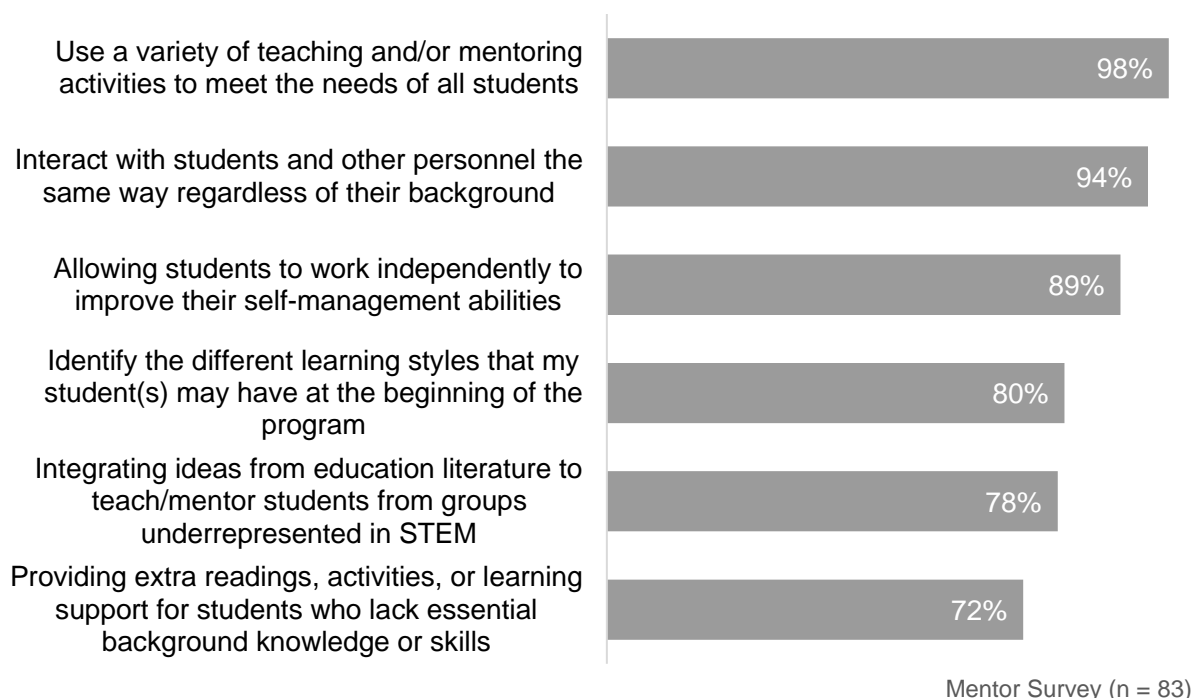 Use a variety of teaching and/or mentoring
activities to meet the needs of all students
98%
Interact with students and other personnel the
same way regardless of their background
94%
Allowing students to work independently to
improve their self-management abilities
89%
Identify the different learning styles that my
student(s) may have at the beginning of the
program
80%
Integrating ideas from education literature to
teach/mentor students from groups
underrepresented in STEM
78%
Providing extra readings, activities, or learning
support for students who lack essential
background knowledge or skills
72%
Mentor Survey (n = 83)